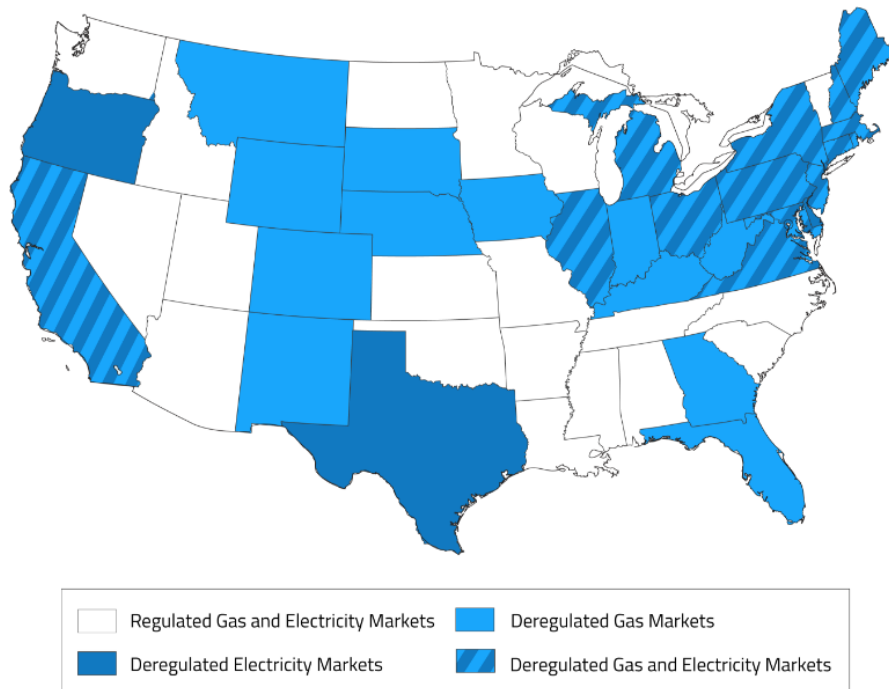 Regulated Gas and Electricity Markets
Deregulated Gas Markets
Deregulated Electricity Markets
Deregulated Gas and Electricity Markets